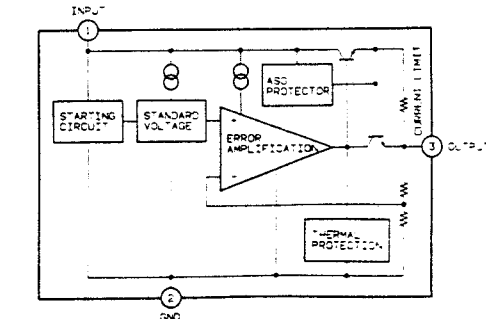 INPUT
1
ASO
PROTECTOR
CURRENT LIMIT
STARTING
CIRCUIT
STANDARD
VOLTAGE
+
ERROR
AMPLIFICATION
-
3
OUTPUT
THERMAL
PROTECTION
2
GND